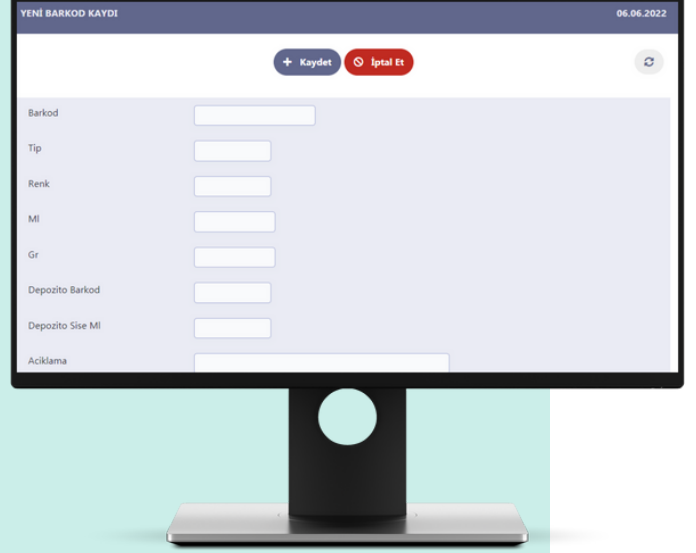 YENİ BARKOD KAYDI 06.06.2022
Kaydet İptal Et
Barkod
Tip
Renk
Ml
Gr
Depozito Barkod
Depozito Sise Ml
Aciklama